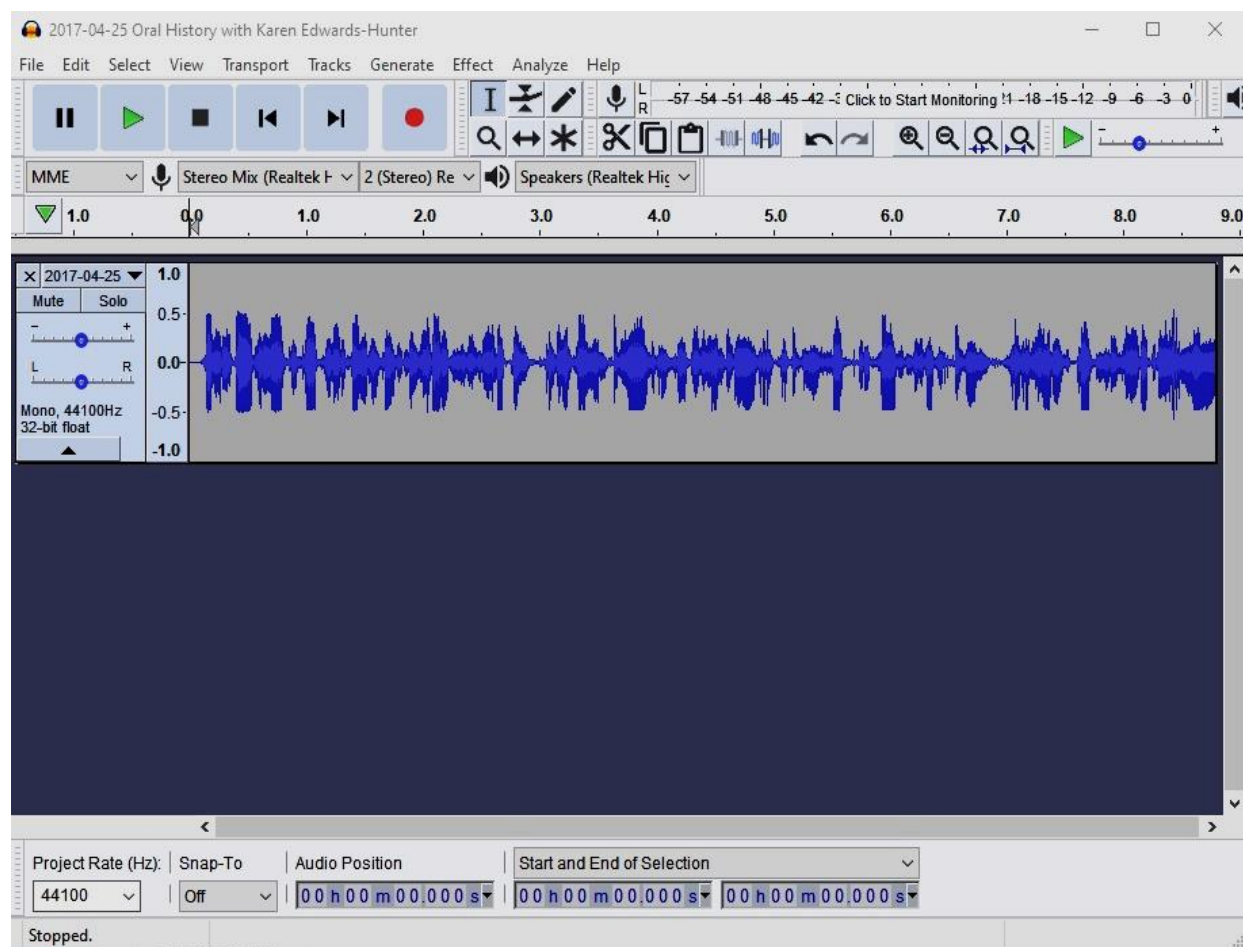 2017-04-25 Oral History with Karen Edwards-Hunter
File Edit Select View Transport Tracks Generate Effect Analyze Help
L
R
-57 -54 -51 -48 -45 -42 -3 Click to Start Monitoring !1 -18 -15 -12 -9 -6 -3 0
- +
MME Stereo Mix (Realtek H 2 (Stereo) Re Speakers (Realtek Hig
1.0 0.0 1.0 2.0 3.0 4.0 5.0 6.0 7.0 8.0 9.0
× 2017-04-25 1.0
Mute Solo
0.5-
- +
L R 0.0-
Mono, 44100Hz -0.5-
32-bit float
-1.0
Project Rate (Hz): Snap-To Audio Position Start and End of Selection
44100 Off 00 h 00 m 00.000 s 00 h 00 m 00.000 s 00 h 00 m 00.000 s
Stopped.